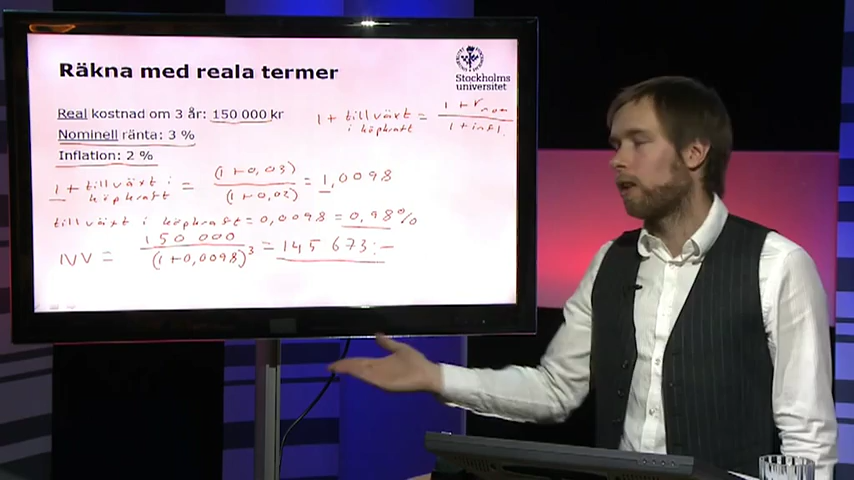 Räkna med reala termer
Stockholms
universitet
Real kostnad om 3 år: 150 000 kr
Nominell ränta: 3 %
Inflation: 2 %
1 + tillväxt i köpkraft = 1 + r nom / 1 + infl.
1 + tillväxt i köpkraft = (1+0,03) / (1+0,02) = 1,0098
tillväxt i köpkraft = 0,0098 = 0,98%
NV = 150 000 / (1+0,0098)³ = 145 673:-